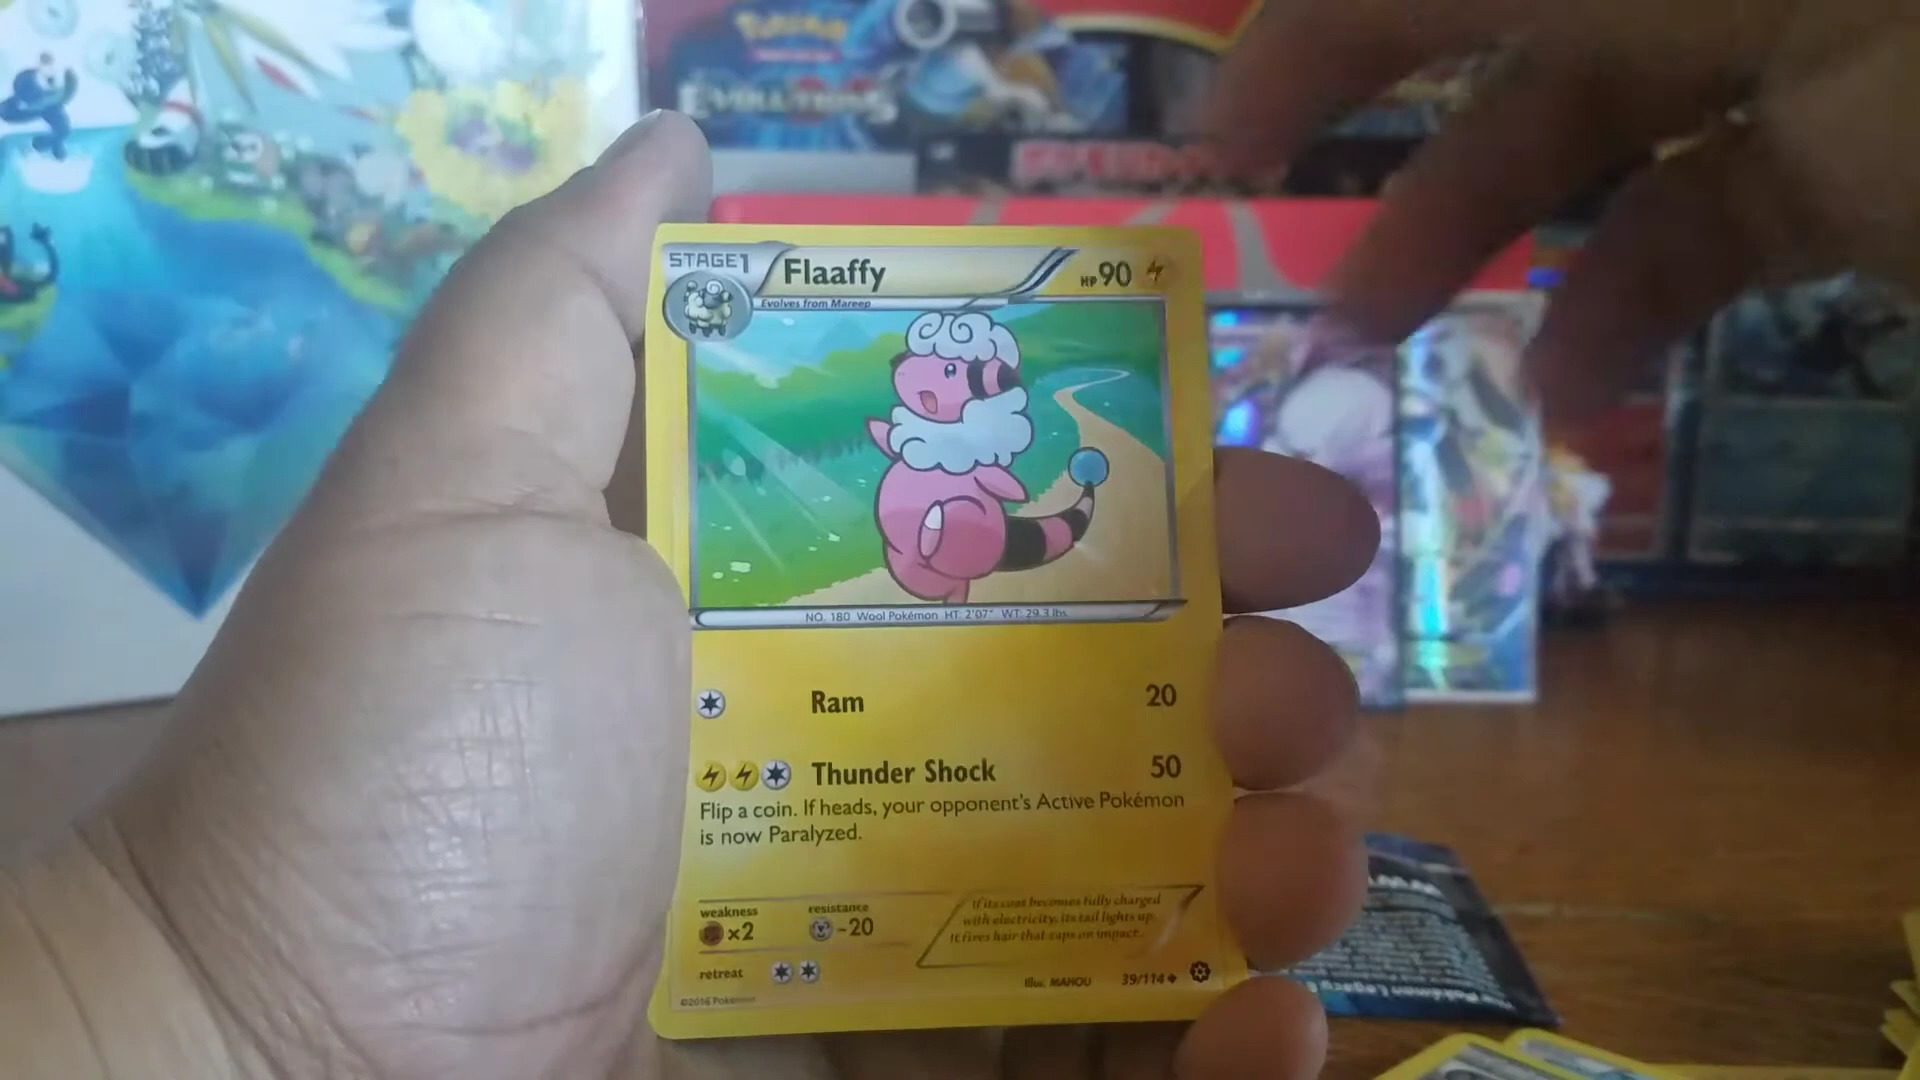 Pokémon
EVOLUTIONS
STAGE1
Flaaffy
HP90
Evolves from Mareep
NO. 180 Wool Pokémon HT: 2'07" WT: 29.3 lbs.
Ram 20
Thunder Shock 50
Flip a coin. If heads, your opponent's Active Pokémon
is now Paralyzed.
weakness
×2
resistance
-20
If its coat becomes fully charged
with electricity, its tail lights up.
It fires hair that zaps on impact.
retreat
Illus. MAHOU
39/114
©2016 Pokémon